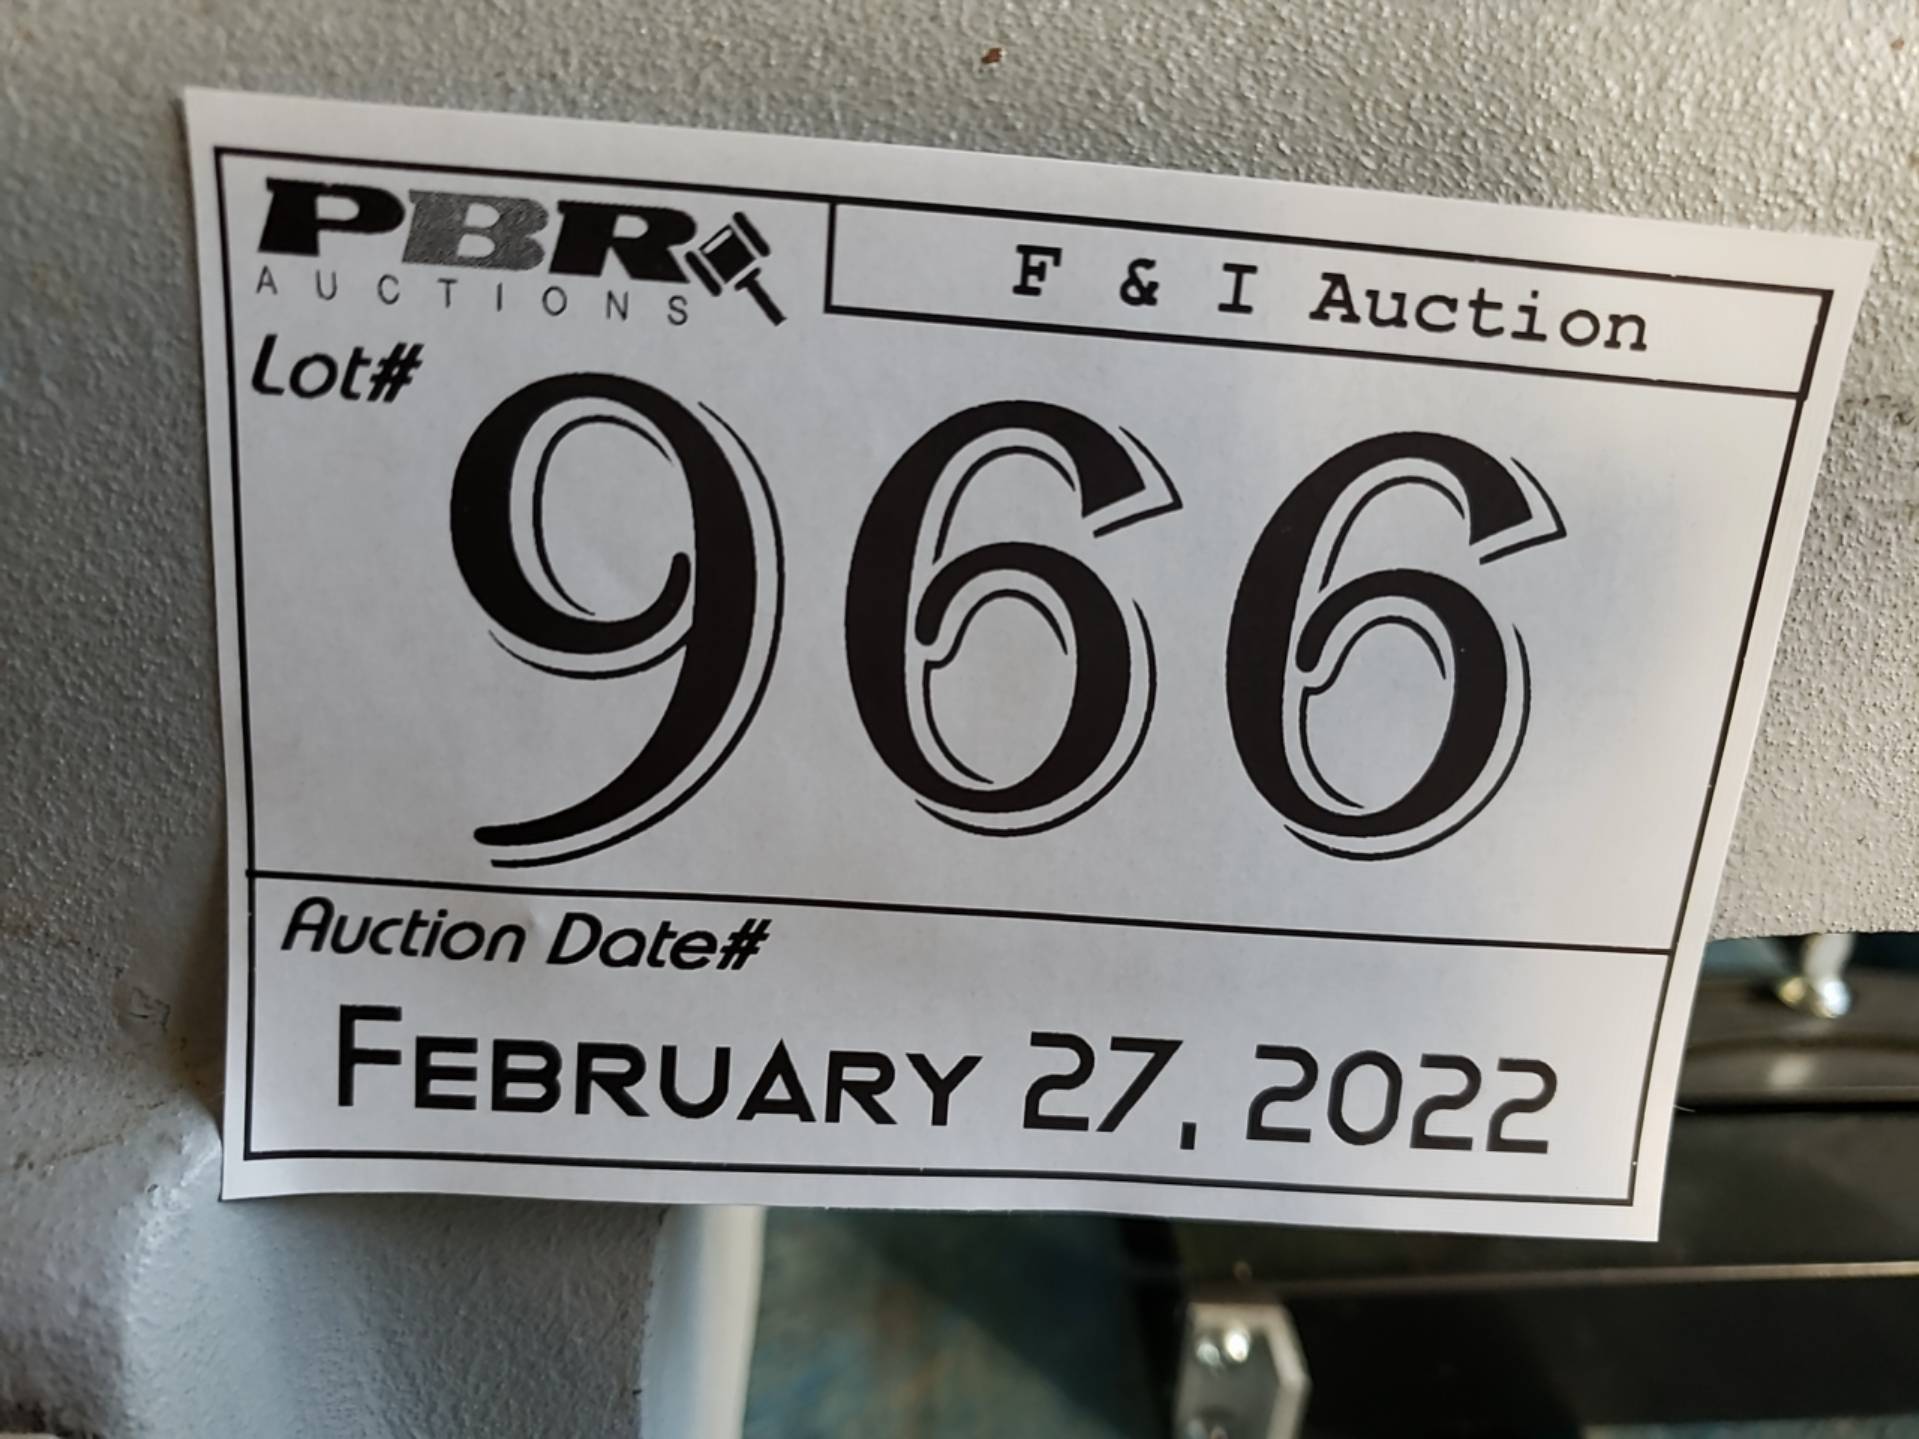 PBR
AUCTIONS
F & I Auction
Lot#
966
Auction Date#
FEBRUARY 27, 2022